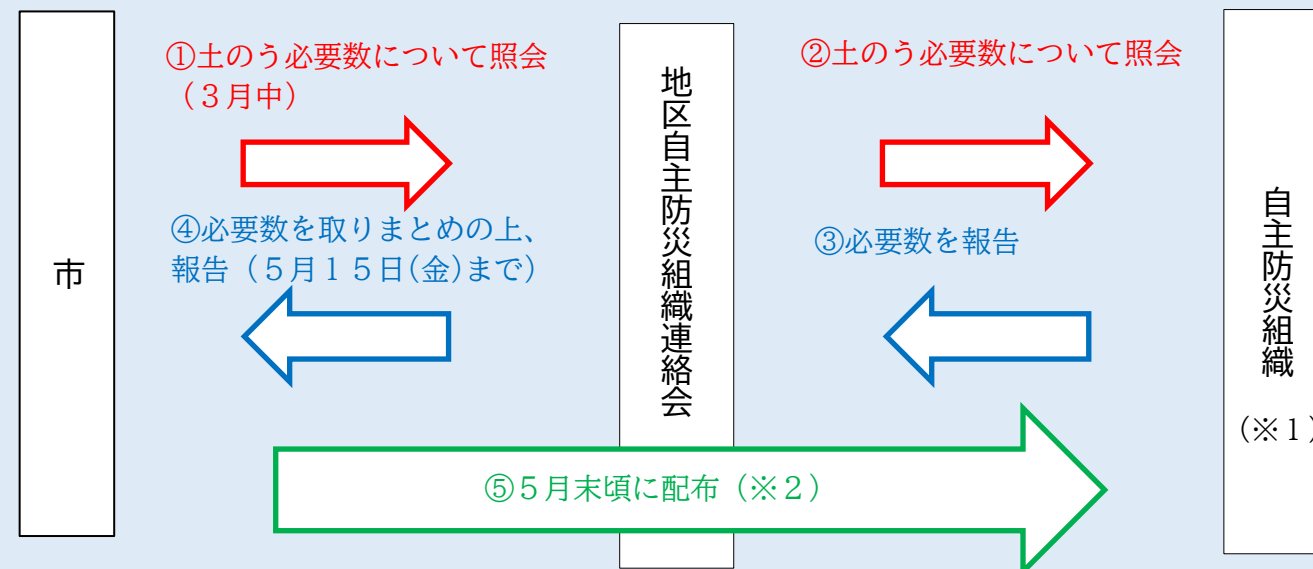 市
①土のう必要数について照会
（３月中）
地区自主防災組織連絡会
②土のう必要数について照会
自主防災組織
（※１）
④必要数を取りまとめの上、
報告（５月１５日(金)まで）
③必要数を報告
⑤５月末頃に配布（※２）